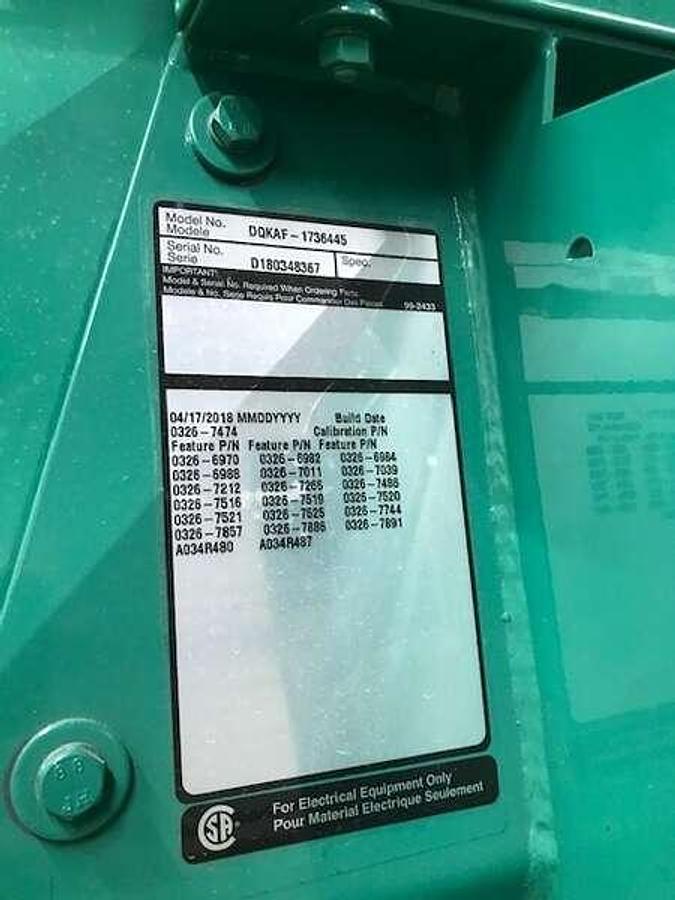 Model No.
Modele
DQKAF-1736445
Serial No.
Serie
D180348367
Spec.
IMPORTANT:
Model & Serial No. Required When Ordering Parts
Modele & No. Serie Requis Pour Commander Des Pieces 99-2433
04/17/2018 MMDDYYYY Build Date
0326-7474 Calibration P/N
Feature P/N Feature P/N Feature P/N
0326-6970 0326-6982 0326-6984
0326-6988 0326-7011 0326-7039
0326-7212 0326-7265 0326-7486
0326-7516 0326-7519 0326-7520
0326-7521 0326-7525 0326-7744
0326-7857 0326-7886 0326-7891
A034R480 A034R487
For Electrical Equipment Only
Pour Material Electrique Seulement